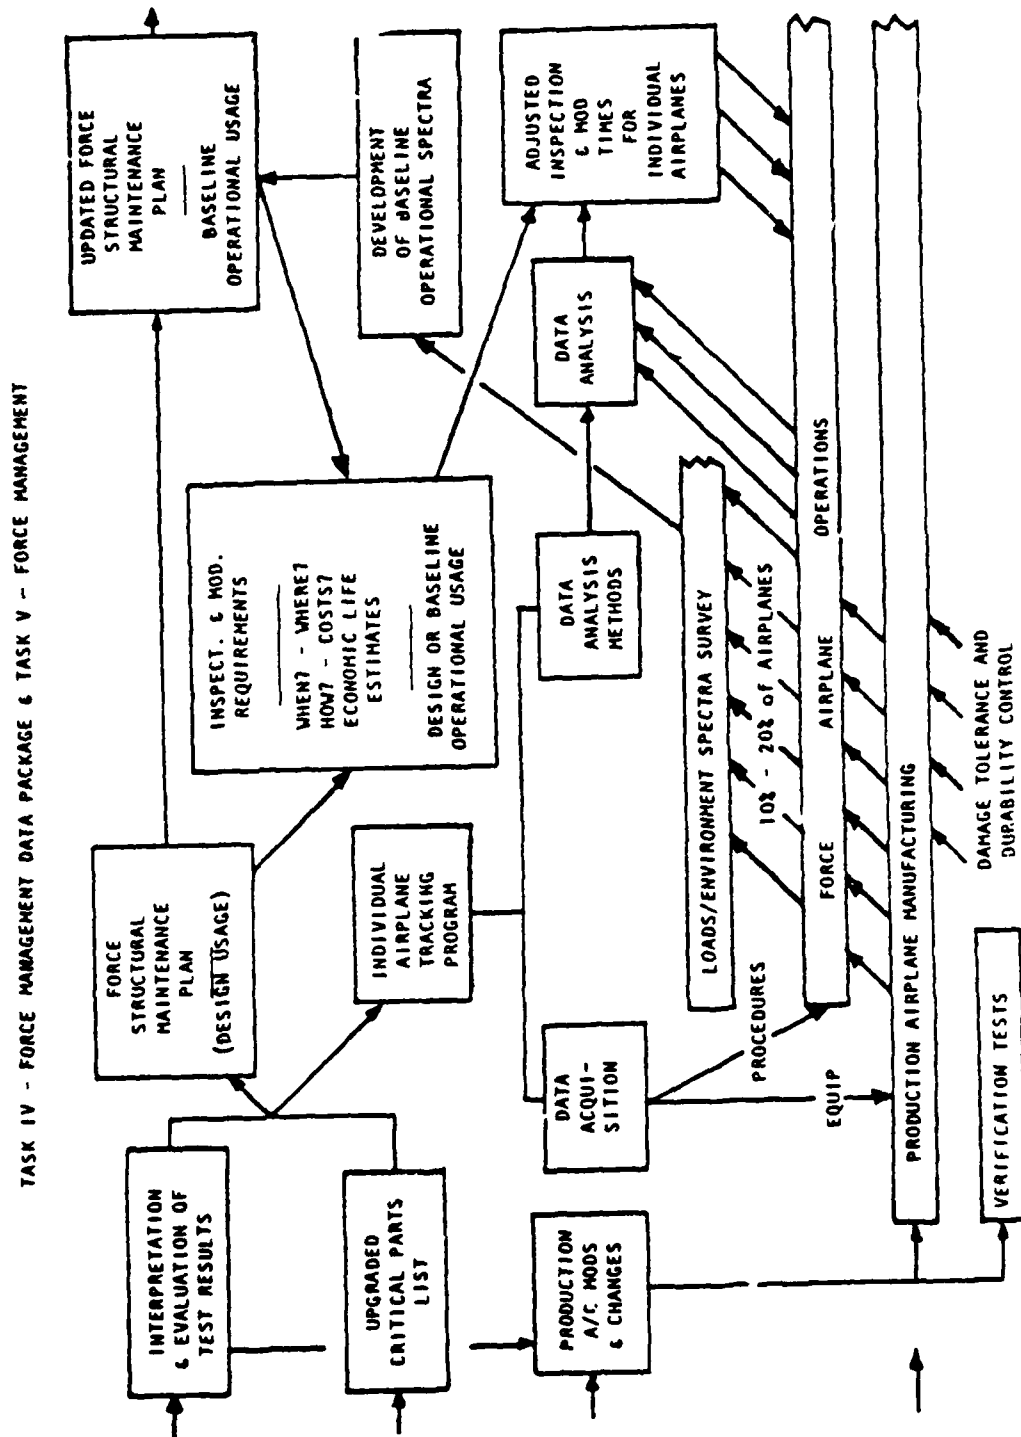 TASK IV - FORCE MANAGEMENT DATA PACKAGE & TASK V - FORCE MANAGEMENT
INTERPRETATION
& EVALUATION OF
TEST RESULTS
UPGRADED
CRITICAL PARTS
LIST
PRODUCTION
A/C MODS
& CHANGES
FORCE
STRUCTURAL
MAINTENANCE
PLAN
(DESIGN USAGE)
INDIVIDUAL
AIRPLANE
TRACKING
PROGRAM
DATA
ACQUI-
SITION
PROCEDURES
EQUIP
INSPECT. & MOD.
REQUIREMENTS
WHEN? - WHERE?
HOW? - COSTS?
ECONOMIC LIFE
ESTIMATES
DESIGN OR BASELINE
OPERATIONAL USAGE
DATA
ANALYSIS
METHODS
UPDATED FORCE
STRUCTURAL
MAINTENANCE
PLAN
BASELINE
OPERATIONAL USAGE
DEVELOPMENT
OF BASELINE
OPERATIONAL SPECTRA
DATA
ANALYSIS
ADJUSTED
INSPECTION
& MOD
TIMES
FOR
INDIVIDUAL
AIRPLANES
LOADS/ENVIRONMENT SPECTRA SURVEY
10% - 20% of AIRPLANES
FORCE AIRPLANE OPERATIONS
PRODUCTION AIRPLANE MANUFACTURING
DAMAGE TOLERANCE AND
DURABILITY CONTROL
VERIFICATION TESTS